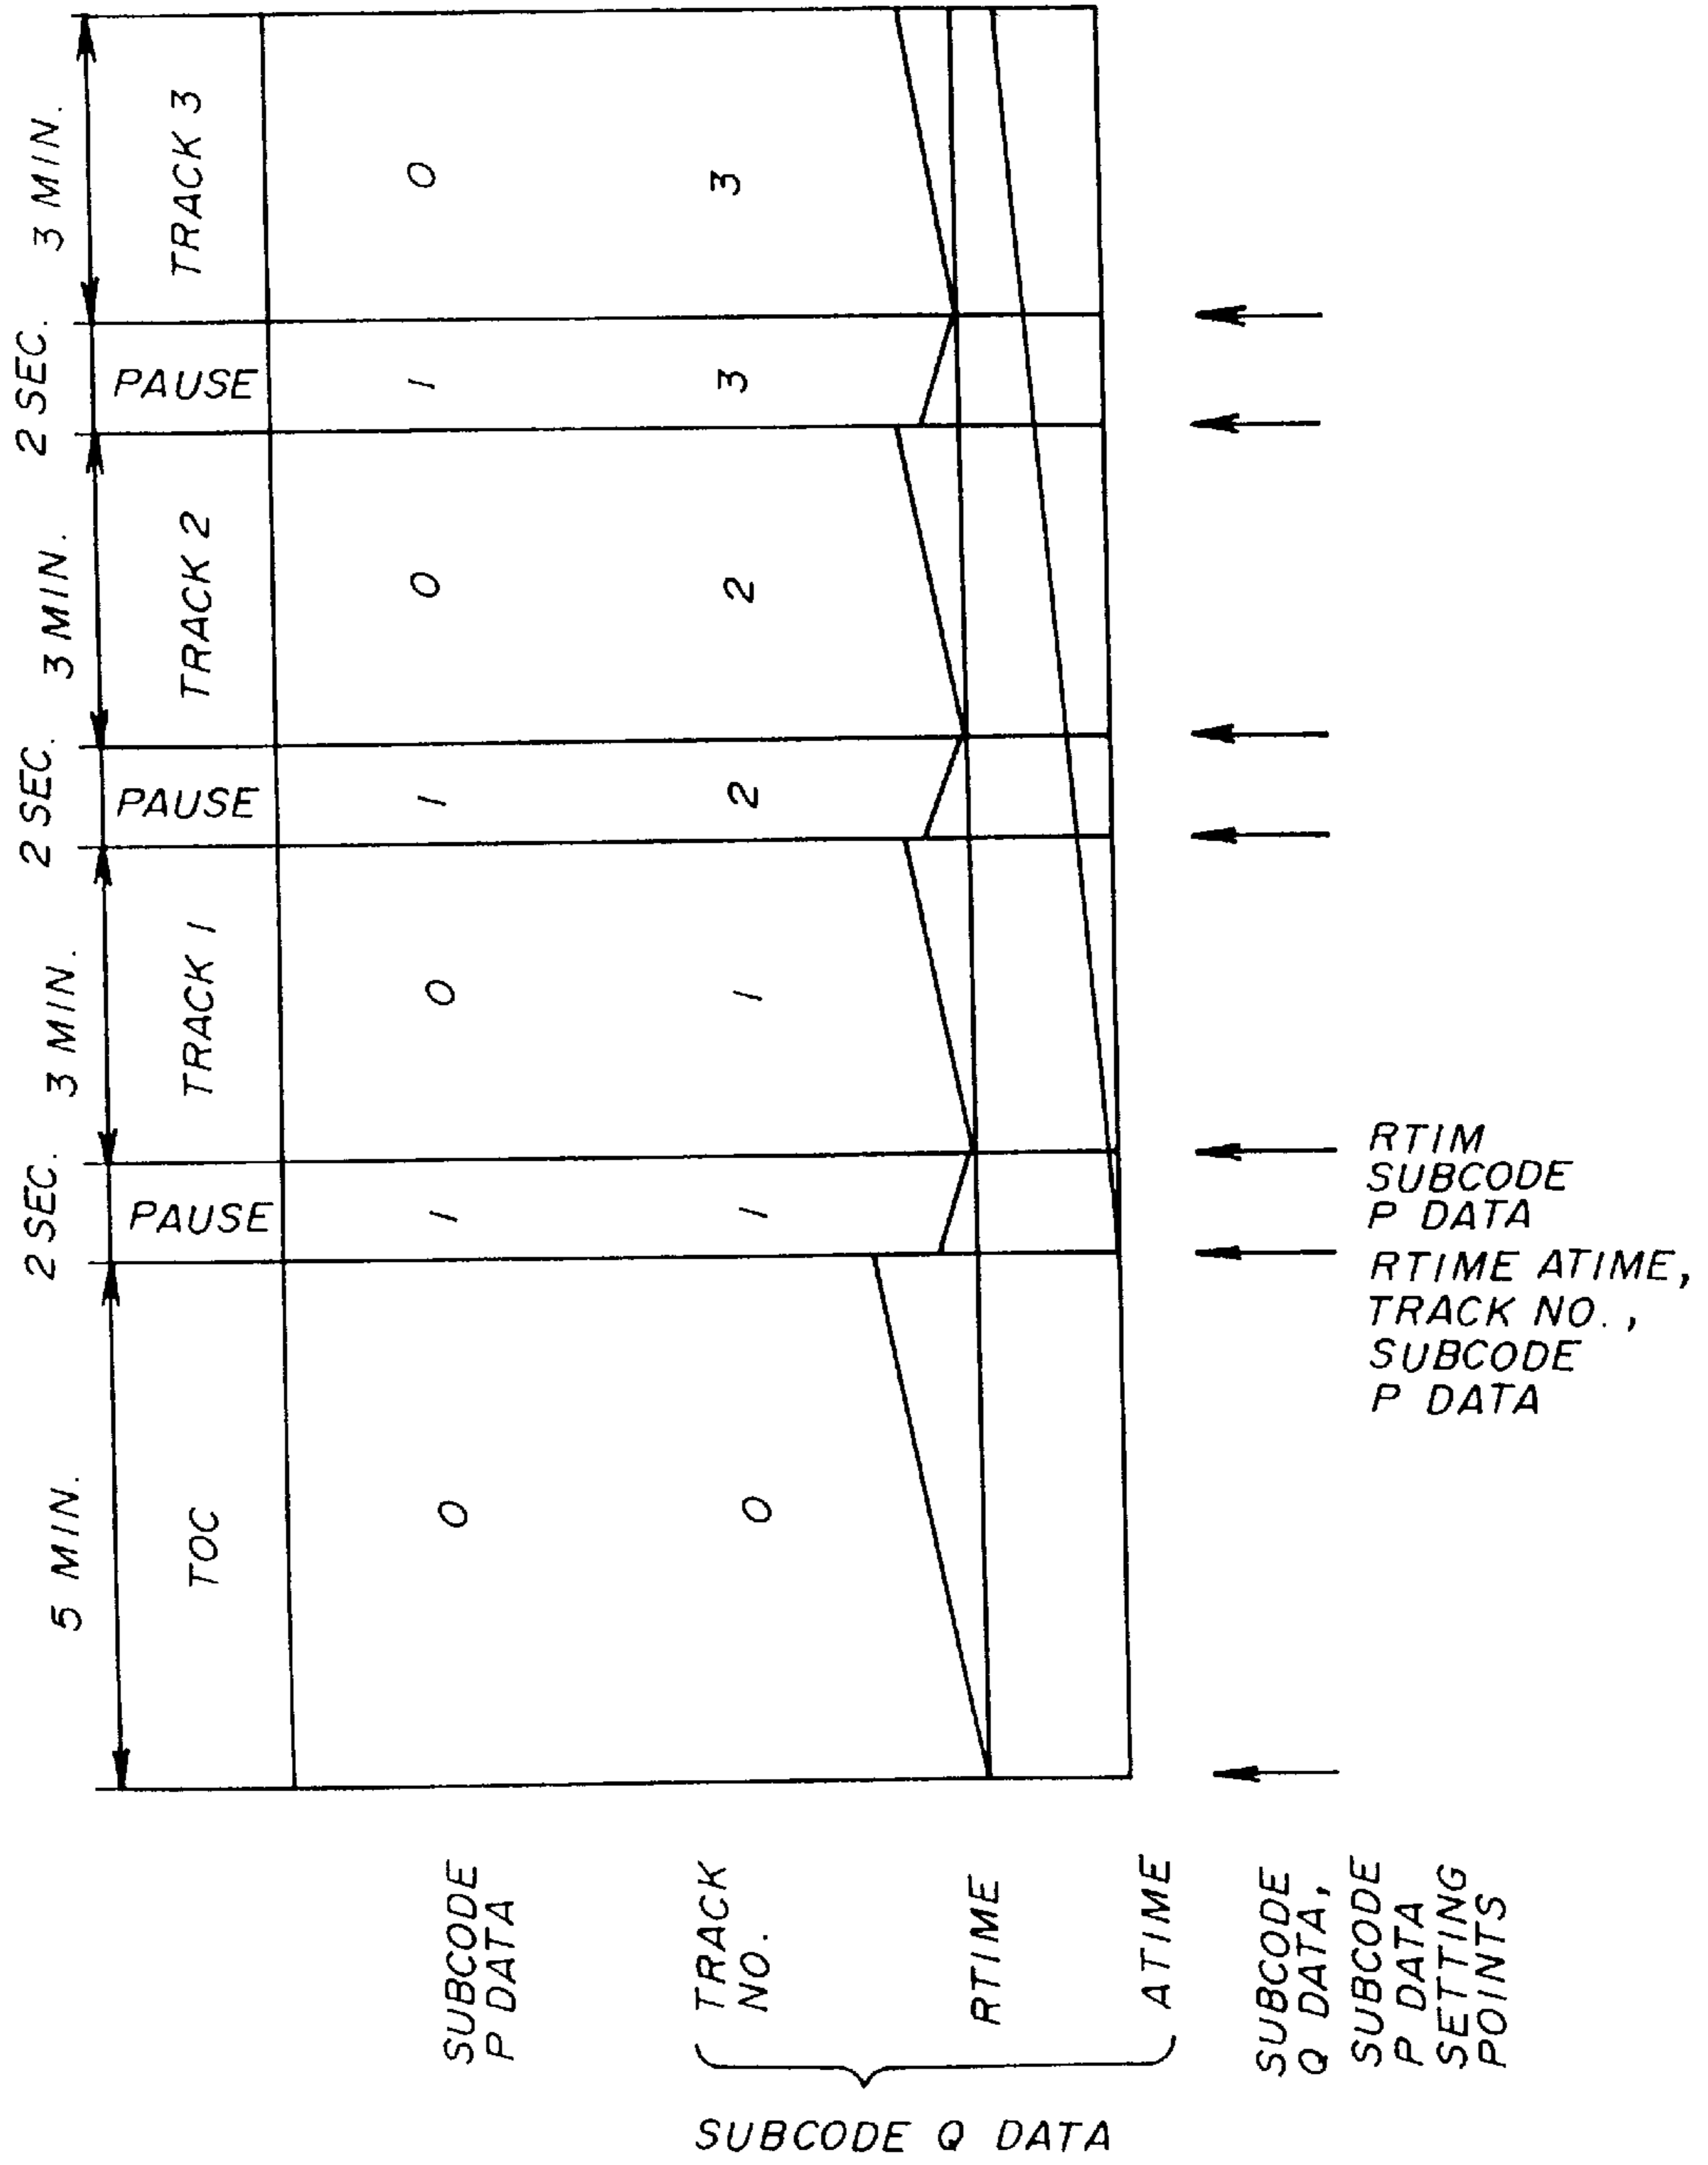 5 MIN.
2 SEC.
3 MIN.
2 SEC.
3 MIN.
2 SEC.
3 MIN.
TOC
PAUSE
TRACK 1
PAUSE
TRACK 2
PAUSE
TRACK 3
SUBCODE
P DATA
0
1
0
1
0
1
0
TRACK
NO.
0
1
1
2
2
3
3
RTIME
ATIME
SUBCODE Q DATA
SUBCODE
Q DATA,
SUBCODE
P DATA
SETTING
POINTS
RTIM
SUBCODE
P DATA
RTIME ATIME,
TRACK NO.,
SUBCODE
P DATA